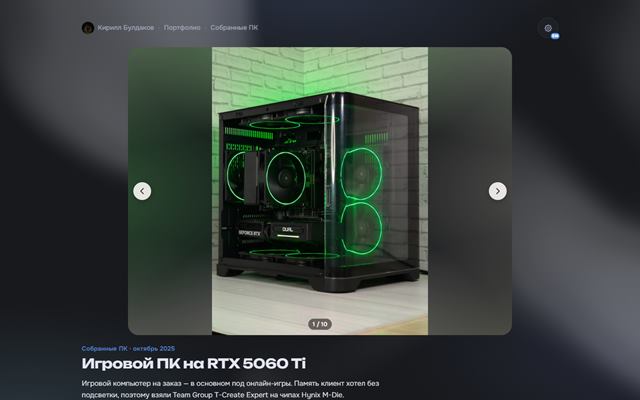 Кирилл Булдаков · Портфолио · Собранные ПК
GEFORCE RTX
DUAL
1 / 10
Собранные ПК · октябрь 2025
Игровой ПК на RTX 5060 Ti
Игровой компьютер на заказ — в основном под онлайн-игры. Память клиент хотел без
подсветки, поэтому взяли Team Group T-Create Expert на чипах Hynix M-Die.